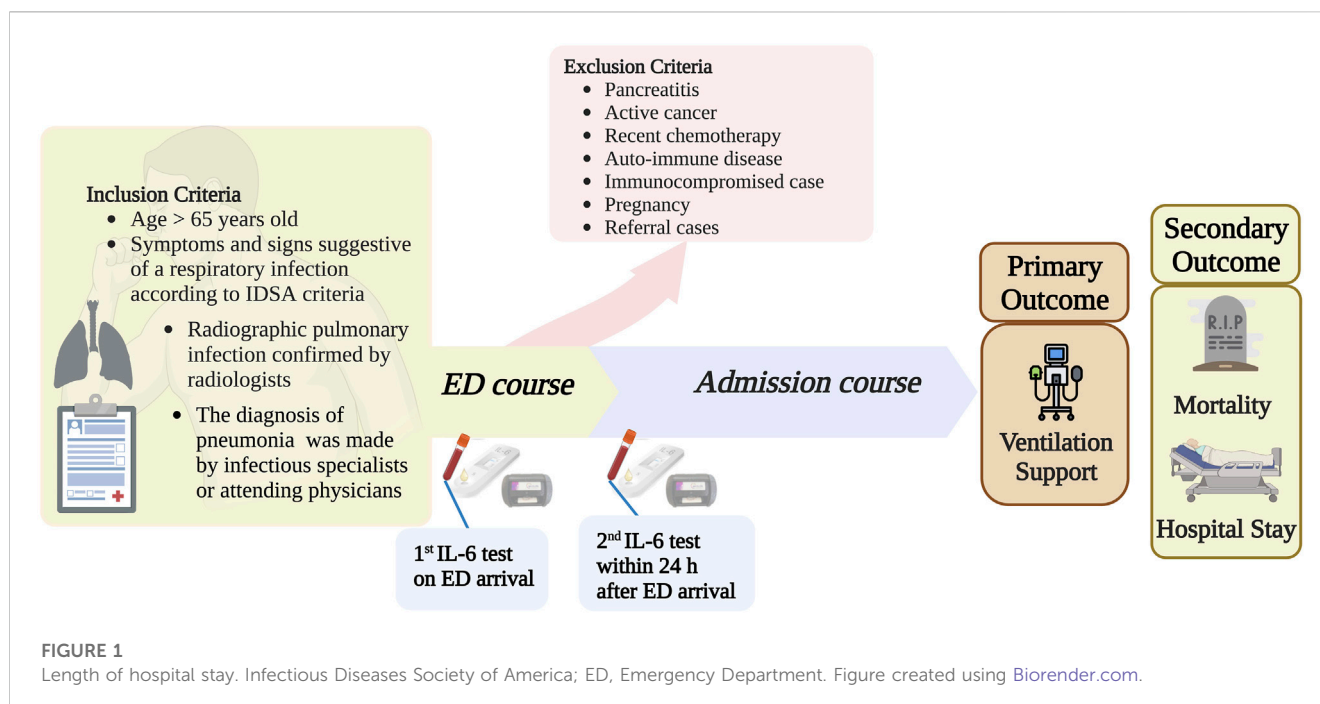 Exclusion Criteria
• Pancreatitis
• Active cancer
• Recent chemotherapy
• Auto-immune disease
• Immunocompromised case
• Pregnancy
• Referral cases
Inclusion Criteria
• Age > 65 years old
• Symptoms and signs suggestive
of a respiratory infection
according to IDSA criteria
• Radiographic pulmonary
infection confirmed by
radiologists
• The diagnosis of
pneumonia was made
by infectious specialists
or attending physicians
ED course
Admission course
1st IL-6 test
on ED arrival
2nd IL-6 test
within 24 h
after ED arrival
Primary
Outcome
Ventilation
Support
Secondary
Outcome
R.I.P
Mortality
Hospital Stay
FIGURE 1
Length of hospital stay. Infectious Diseases Society of America; ED, Emergency Department. Figure created using Biorender.com.